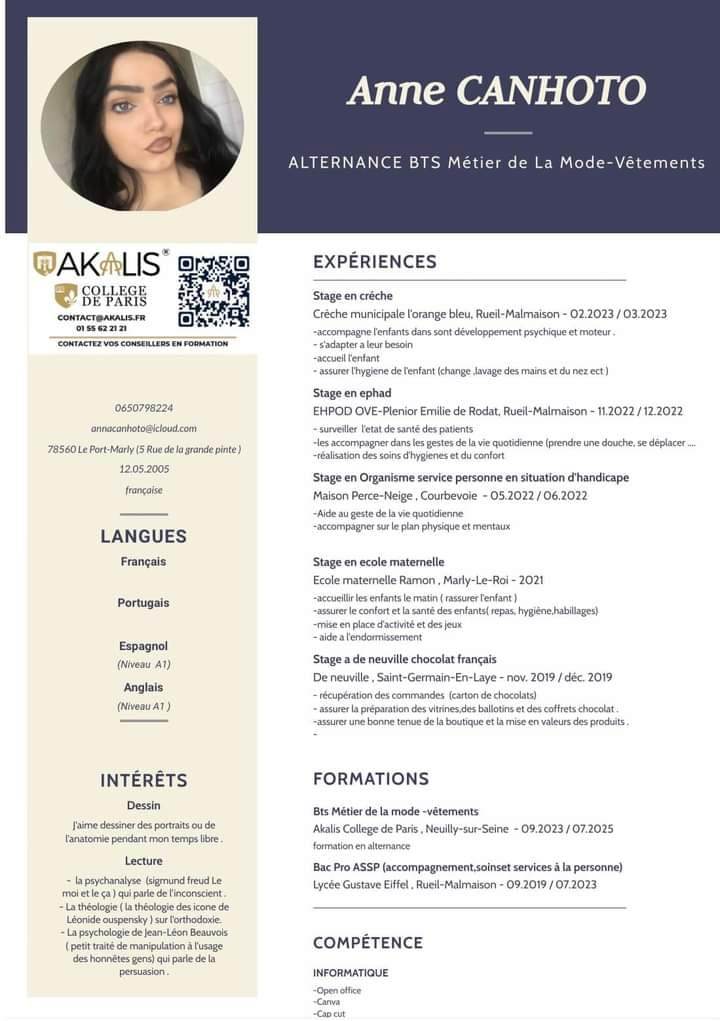 Anne CANHOTO
ALTERNANCE BTS Métier de La Mode-Vêtements
AKALIS®
COLLEGE
DE PARIS
CONTACT@AKALIS.FR
01 55 62 21 21
CONTACTEZ VOS CONSEILLERS EN FORMATION
0650798224
annacanhoto@icloud.com
78560 Le Port-Marly (5 Rue de la grande pinte )
12.05.2005
française
LANGUES
Français
Portugais
Espagnol
(Niveau A1)
Anglais
(Niveau A1 )
INTÉRÊTS
Dessin
J'aime dessiner des portraits ou de
l'anatomie pendant mon temps libre .
Lecture
- la psychanalyse (sigmund freud Le
moi et le ça ) qui parle de l'inconscient .
- La théologie ( la théologie des icone de
Léonide ouspensky ) sur l'orthodoxie.
- La psychologie de Jean-Léon Beauvois
( petit traité de manipulation à l'usage
des honnêtes gens) qui parle de la
persuasion .
EXPÉRIENCES
Stage en crèche
Crèche municipale l'orange bleu, Rueil-Malmaison - 02.2023 / 03.2023
-accompagne l'enfants dans sont développement psychique et moteur .
- s'adapter a leur besoin
-accueil l'enfant
- assurer l'hygiene de l'enfant (change ,lavage des mains et du nez ect )
Stage en ephad
EHPOD OVE-Plenior Emilie de Rodat, Rueil-Malmaison - 11.2022 / 12.2022
- surveiller l'etat de santé des patients
-les accompagner dans les gestes de la vie quotidienne (prendre une douche, se déplacer ....
-réalisation des soins d'hygienes et du confort
Stage en Organisme service personne en situation d'handicape
Maison Perce-Neige , Courbevoie - 05.2022 / 06.2022
-Aide au geste de la vie quotidienne
-accompagner sur le plan physique et mentaux
Stage en ecole maternelle
Ecole maternelle Ramon , Marly-Le-Roi - 2021
-accueillir les enfants le matin ( rassurer l'enfant )
-assurer le confort et la santé des enfants( repas, hygiène,habillages)
-mise en place d'activité et des jeux
- aide a l'endormissement
Stage a de neuville chocolat français
De neuville , Saint-Germain-En-Laye - nov. 2019 / déc. 2019
- récupération des commandes (carton de chocolats)
- assurer la préparation des vitrines,des ballotins et des coffrets chocolat .
-assurer une bonne tenue de la boutique et la mise en valeurs des produits .
-
FORMATIONS
Bts Métier de la mode -vêtements
Akalis College de Paris , Neuilly-sur-Seine - 09.2023 / 07.2025
formation en alternance
Bac Pro ASSP (accompagnement,soinset services à la personne)
Lycée Gustave Eiffel , Rueil-Malmaison - 09.2019 / 07.2023
COMPÉTENCE
INFORMATIQUE
-Open office
-Canva
-Cap cut